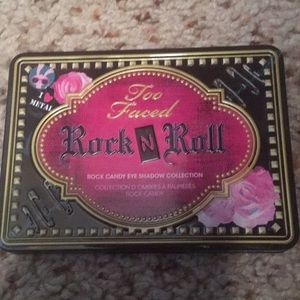 I
METAL
Too
Faced
Rock N Roll
ROCK CANDY EYE SHADOW COLLECTION
COLLECTION D'OMBRES À PAUPIÈRES
ROCK CANDY